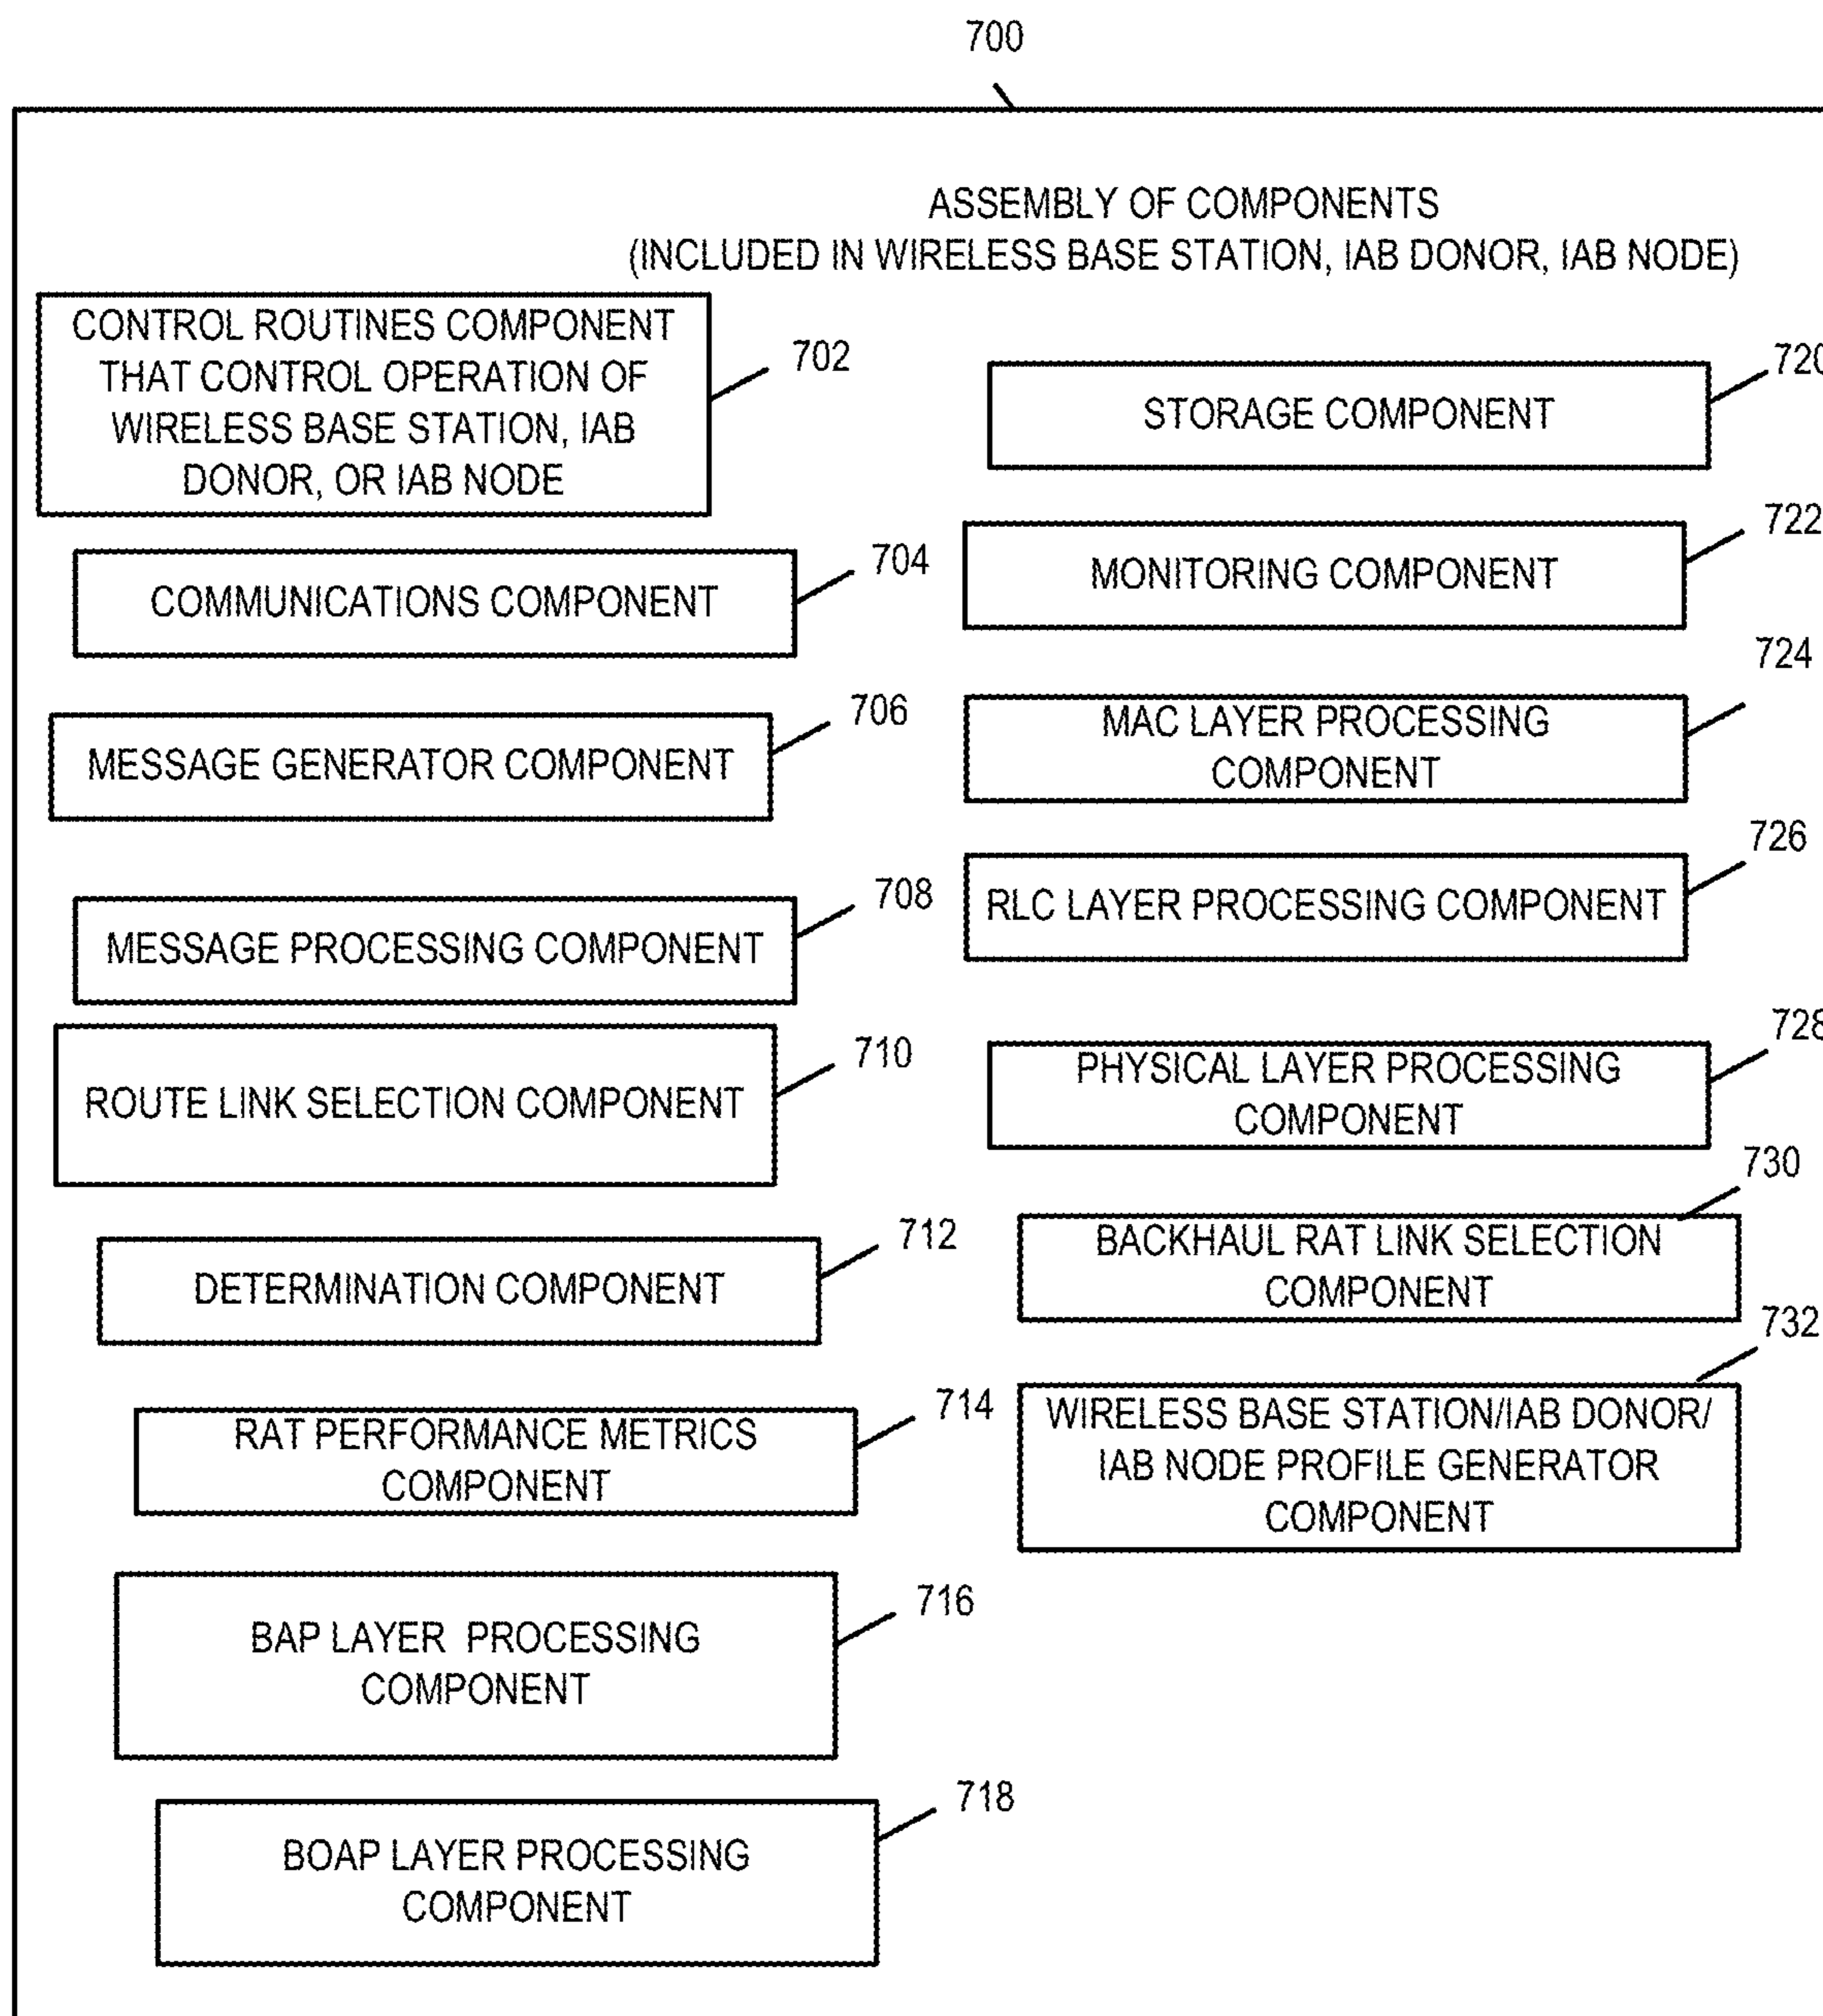 700
ASSEMBLY OF COMPONENTS
(INCLUDED IN WIRELESS BASE STATION, IAB DONOR, IAB NODE)
CONTROL ROUTINES COMPONENT
THAT CONTROL OPERATION OF
WIRELESS BASE STATION, IAB
DONOR, OR IAB NODE
702
COMMUNICATIONS COMPONENT
704
MESSAGE GENERATOR COMPONENT
706
MESSAGE PROCESSING COMPONENT
708
ROUTE LINK SELECTION COMPONENT
710
DETERMINATION COMPONENT
712
RAT PERFORMANCE METRICS
COMPONENT
714
BAP LAYER PROCESSING
COMPONENT
716
BOAP LAYER PROCESSING
COMPONENT
718
STORAGE COMPONENT
720
MONITORING COMPONENT
722
MAC LAYER PROCESSING
COMPONENT
724
RLC LAYER PROCESSING COMPONENT
726
PHYSICAL LAYER PROCESSING
COMPONENT
728
BACKHAUL RAT LINK SELECTION
COMPONENT
730
WIRELESS BASE STATION/IAB DONOR/
IAB NODE PROFILE GENERATOR
COMPONENT
732